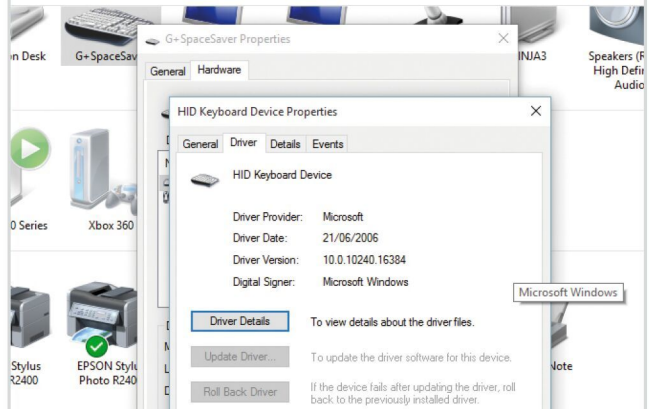 G+SpaceSaver Properties
n Desk
G+SpaceSav
INJA3
Speakers (R
High Defin
Audio
General Hardware
HID Keyboard Device Properties
General Driver Details Events
HID Keyboard Device
Driver Provider: Microsoft
Driver Date: 21/06/2006
Driver Version: 10.0.10240.16384
Digital Signer: Microsoft Windows
0 Series
Xbox 360
Microsoft Windows
Driver Details To view details about the driver files.
Update Driver... To update the driver software for this device.
Roll Back Driver If the device fails after updating the driver, roll
back to the previously installed driver.
Stylus
R2400
EPSON Stylu
Photo R240
Note